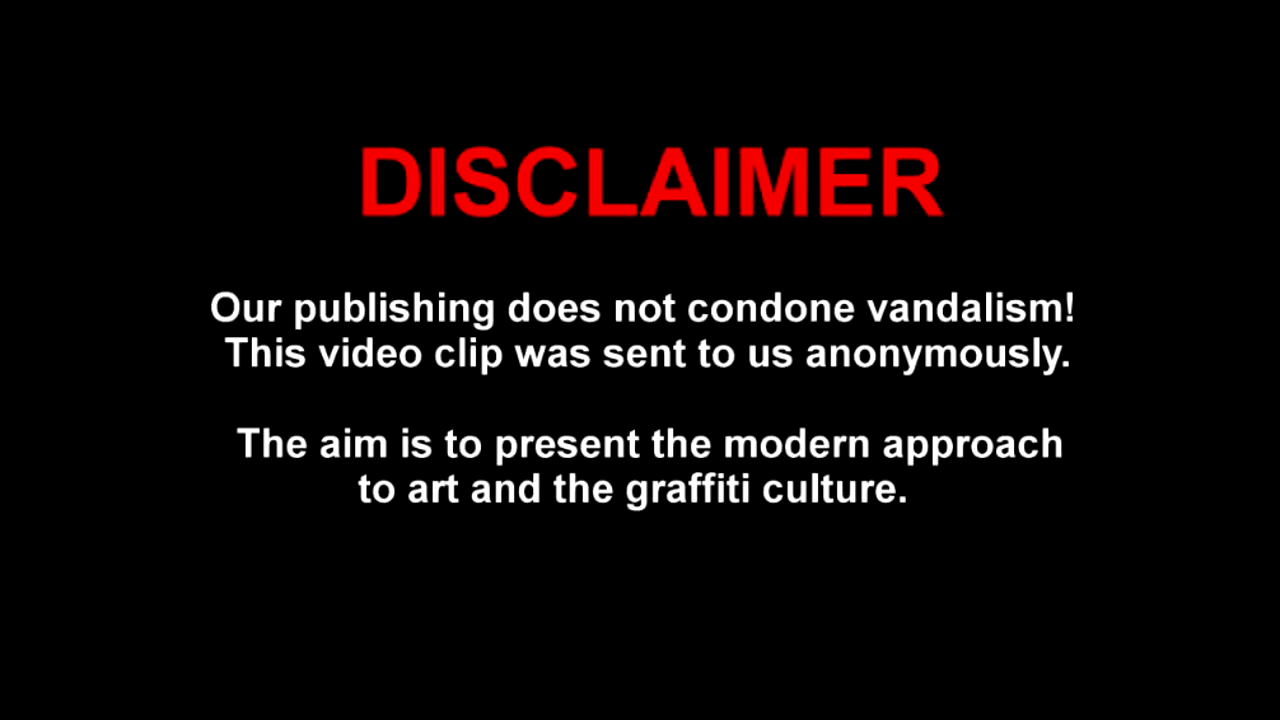 DISCLAIMER
Our publishing does not condone vandalism!
This video clip was sent to us anonymously.
The aim is to present the modern approach
to art and the graffiti culture.